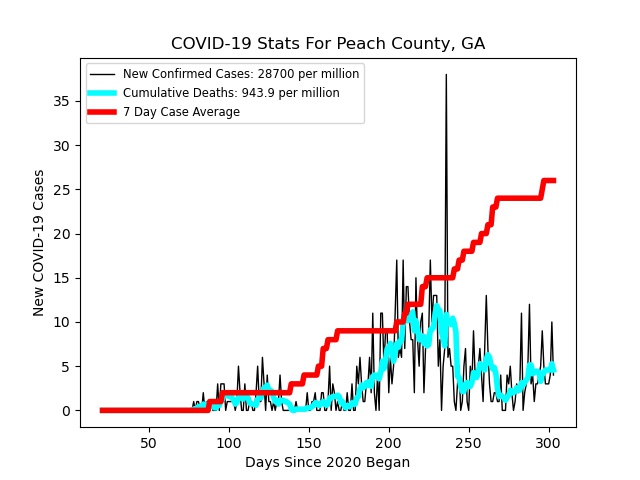 COVID-19 Stats For Peach County, GA
New Confirmed Cases: 28700 per million
Cumulative Deaths: 943.9 per million
7 Day Case Average
New COVID-19 Cases
35
30
25
20
15
10
5
0
50 100 150 200 250 300
Days Since 2020 Began